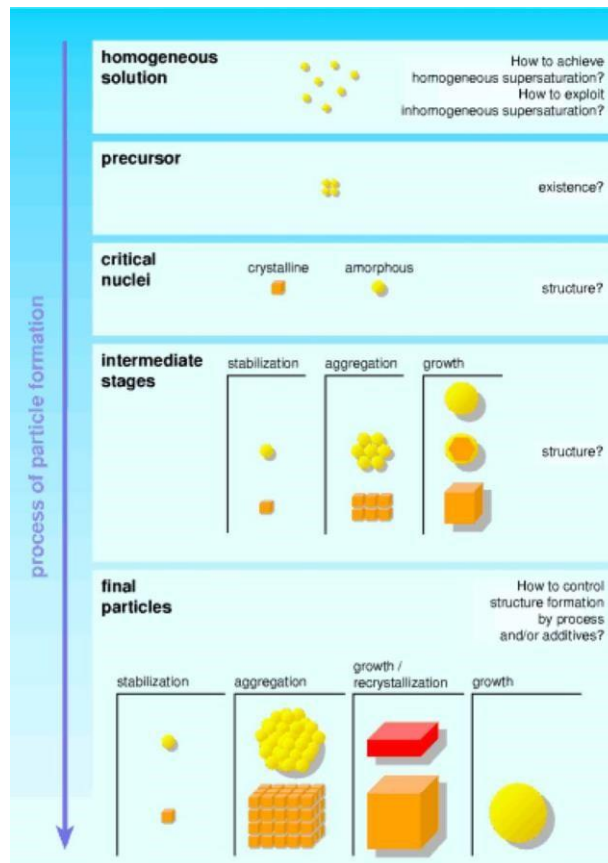 homogeneous
solution
How to achieve
homogeneous supersaturation?
How to exploit
inhomogeneous supersaturation?
precursor
existence?
critical
nuclei
crystalline
amorphous
structure?
intermediate
stages
stabilization
aggregation
growth
structure?
final
particles
How to control
structure formation
by process
and/or additives?
stabilization
aggregation
growth /
recrystallization
growth
process of particle formation